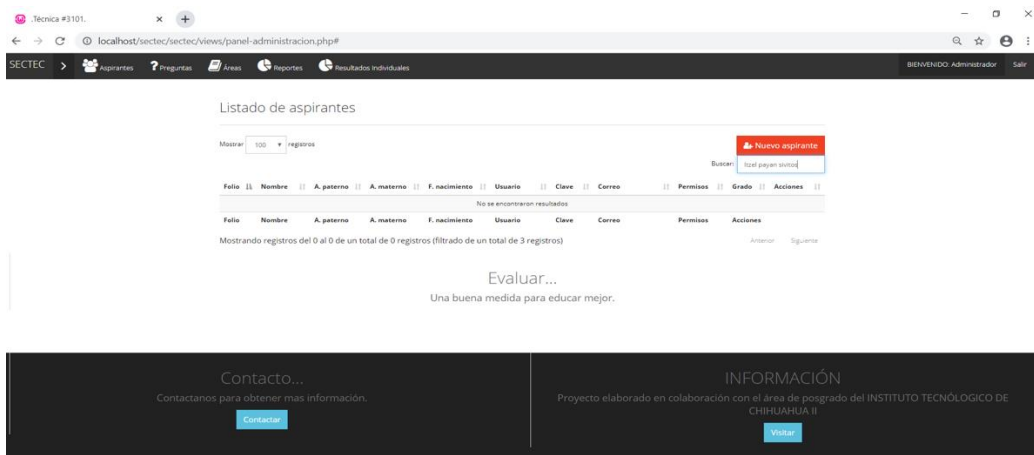 .Técnica #3101.
localhost/sectec/sectec/views/panel-administracion.php#
SECTEC > Aspirantes ? Preguntas Áreas Reportes Resultados Individuales BIENVENIDO: Administrador Salir
Listado de aspirantes
Mostrar 100 registros
Nuevo aspirante
Buscar: Itzel payan sivitos
Folio Nombre A. paterno A. materno F. nacimiento Usuario Clave Correo Permisos Grado Acciones
No se encontraron resultados
Folio Nombre A. paterno A. materno F. nacimiento Usuario Clave Correo Permisos Acciones
Mostrando registros del 0 al 0 de un total de 0 registros (filtrado de un total de 3 registros)
Anterior Siguiente
Evaluar...
Una buena medida para educar mejor.
Contacto...
Contactanos para obtener mas información.
Contactar
INFORMACIÓN
Proyecto elaborado en colaboración con el área de posgrado del INSTITUTO TECNÓLOGICO DE
CHIHUAHUA II
Visitar